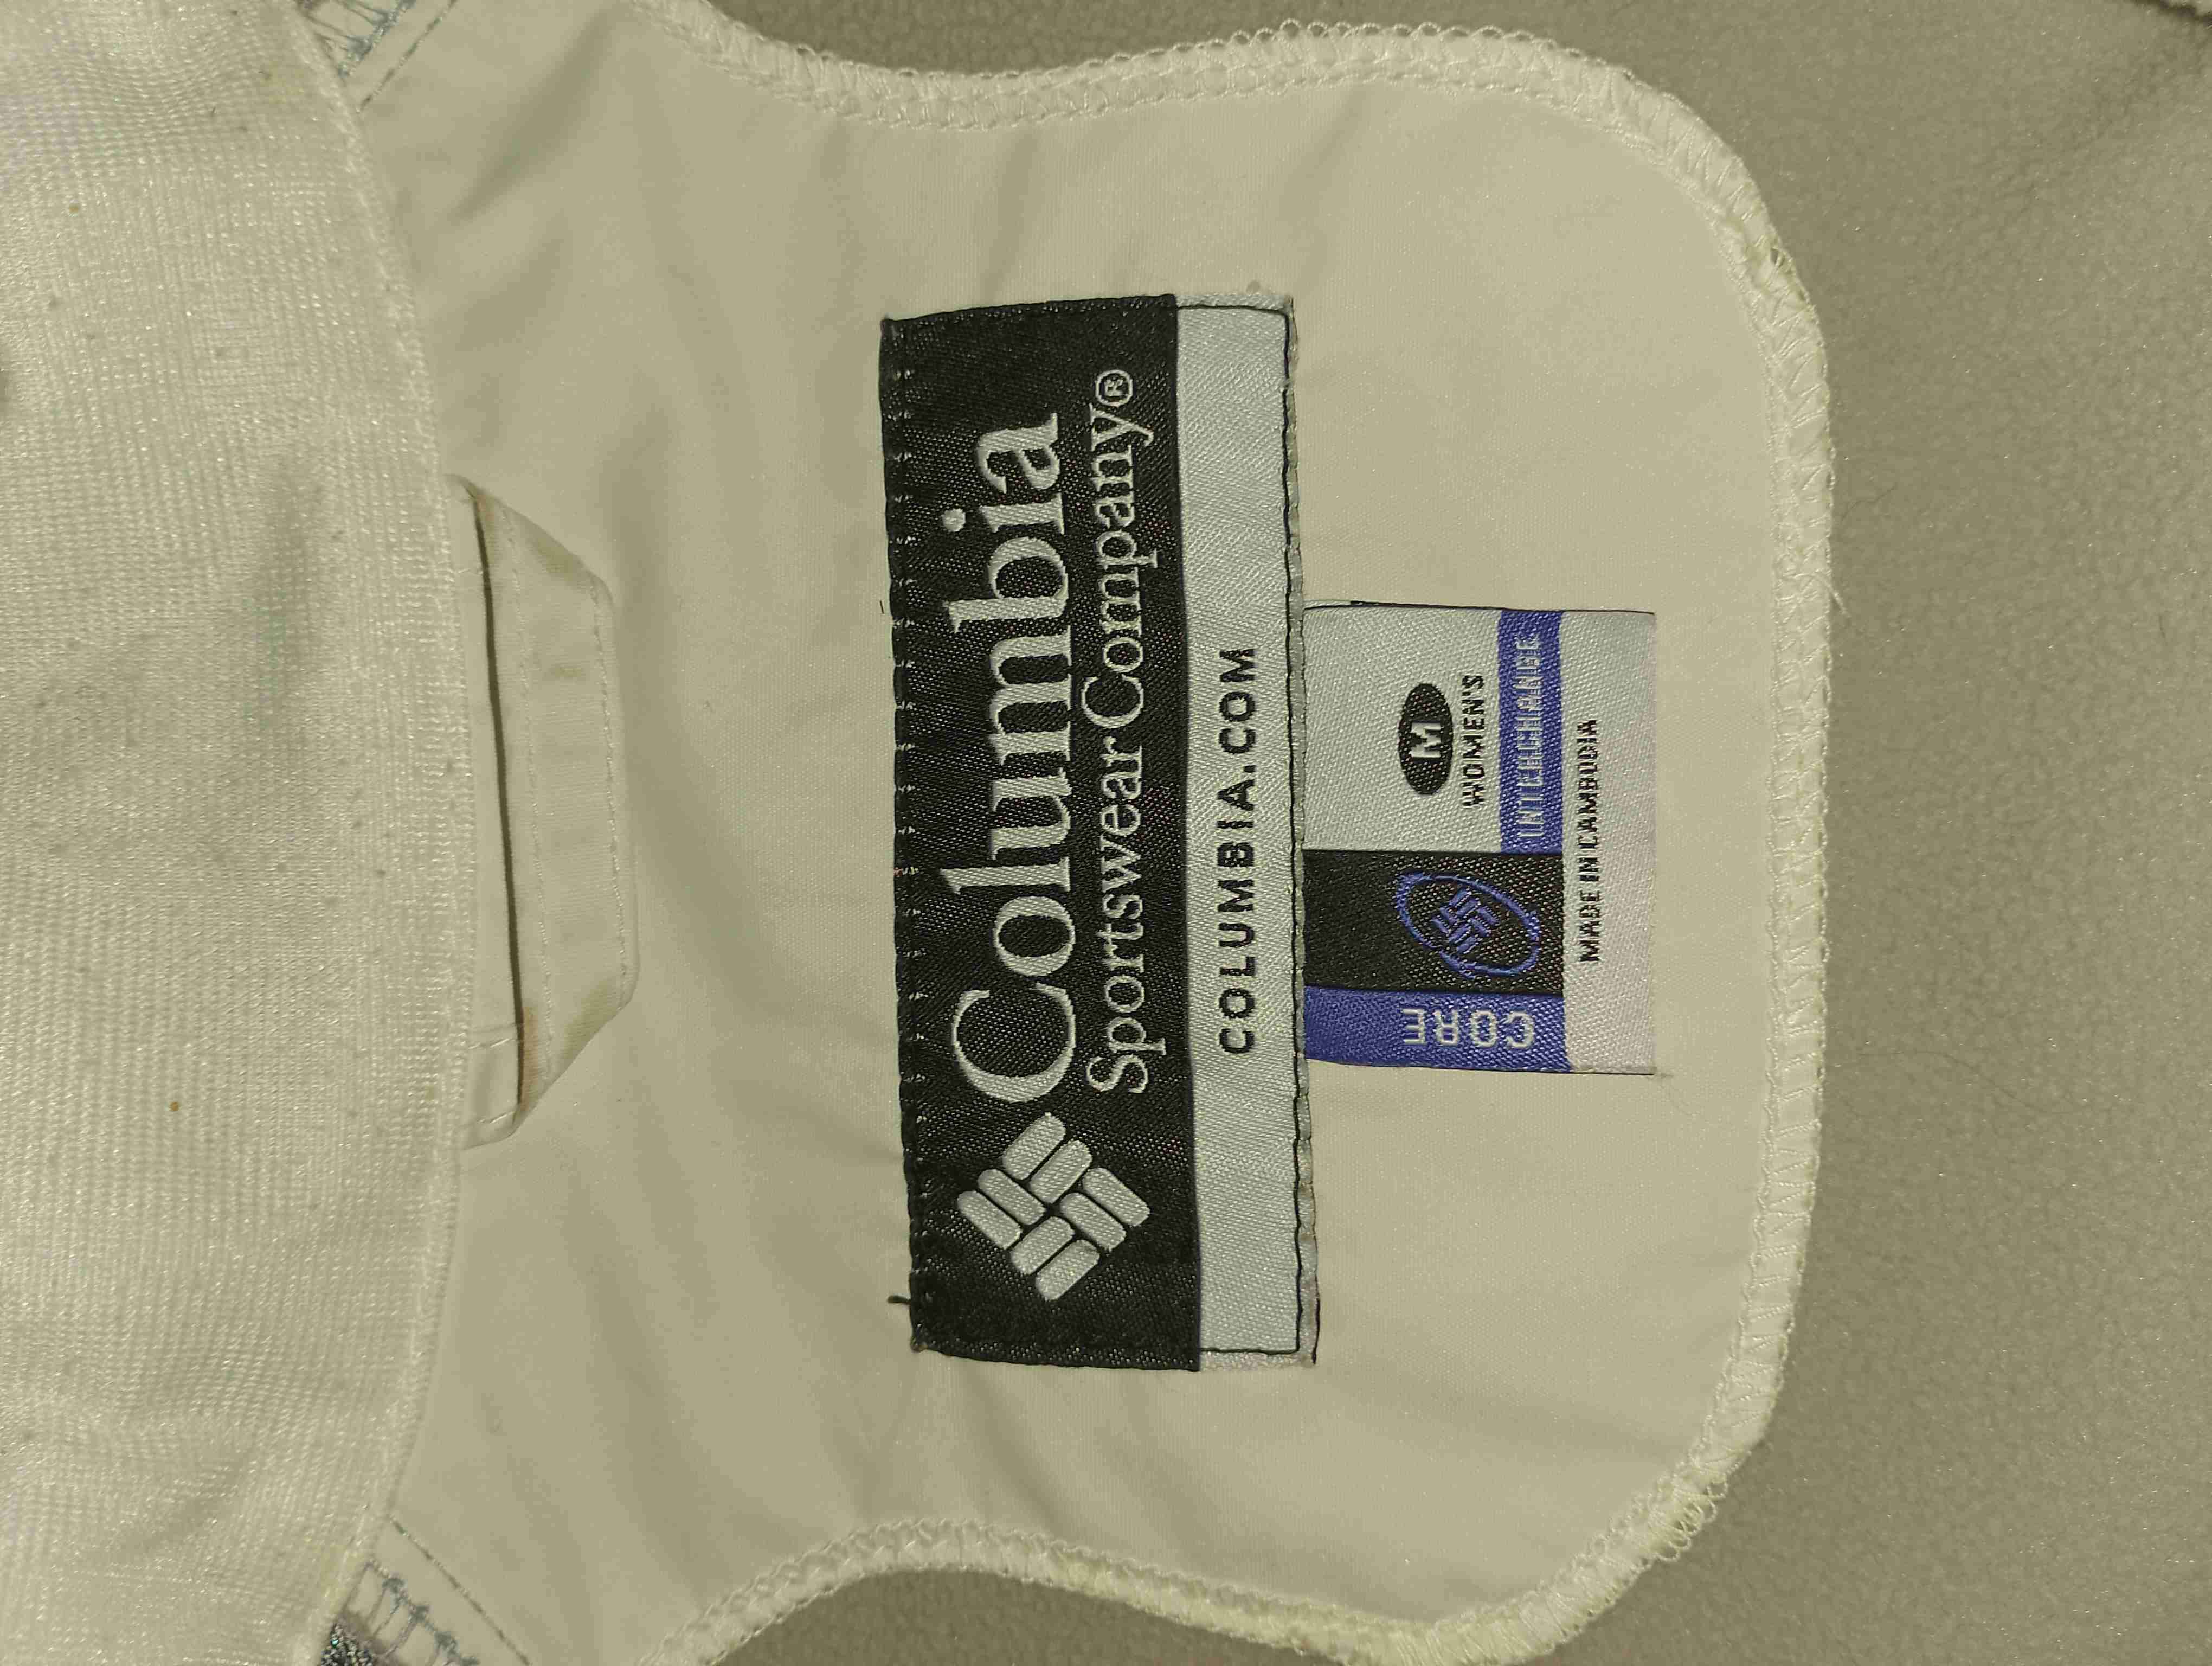 Columbia
Sportswear Company®
COLUMBIA.COM
CORE
M
WOMEN'S
INTERCHANGE
MADE IN CAMBODIA